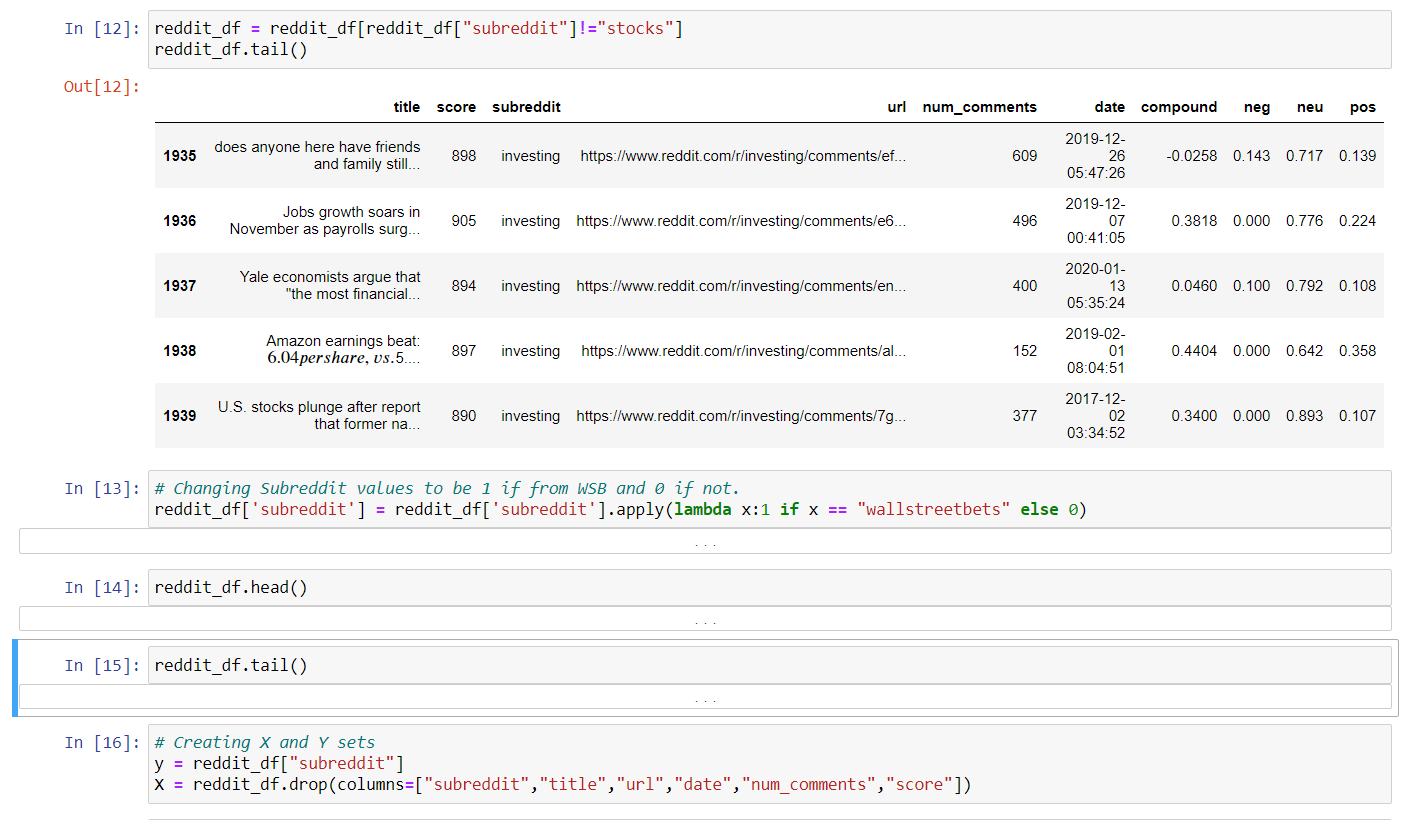 In [12]: reddit_df = reddit_df[reddit_df["subreddit"]!="stocks"]
reddit_df.tail()
Out[12]:
title score subreddit url num_comments date compound neg neu pos
1935 does anyone here have friends and family still... 898 investing https://www.reddit.com/r/investing/comments/ef... 609 2019-12-26 05:47:26 -0.0258 0.143 0.717 0.139
1936 Jobs growth soars in November as payrolls surg... 905 investing https://www.reddit.com/r/investing/comments/e6... 496 2019-12-07 00:41:05 0.3818 0.000 0.776 0.224
1937 Yale economists argue that "the most financial... 894 investing https://www.reddit.com/r/investing/comments/en... 400 2020-01-13 05:35:24 0.0460 0.100 0.792 0.108
1938 Amazon earnings beat: 6.04pershare, vs.5.... 897 investing https://www.reddit.com/r/investing/comments/al... 152 2019-02-01 08:04:51 0.4404 0.000 0.642 0.358
1939 U.S. stocks plunge after report that former na... 890 investing https://www.reddit.com/r/investing/comments/7g... 377 2017-12-02 03:34:52 0.3400 0.000 0.893 0.107
In [13]: # Changing Subreddit values to be 1 if from WSB and 0 if not.
reddit_df['subreddit'] = reddit_df['subreddit'].apply(lambda x:1 if x == "wallstreetbets" else 0)
...
In [14]: reddit_df.head()
...
In [15]: reddit_df.tail()
...
In [16]: # Creating X and Y sets
y = reddit_df["subreddit"]
X = reddit_df.drop(columns=["subreddit","title","url","date","num_comments","score"])